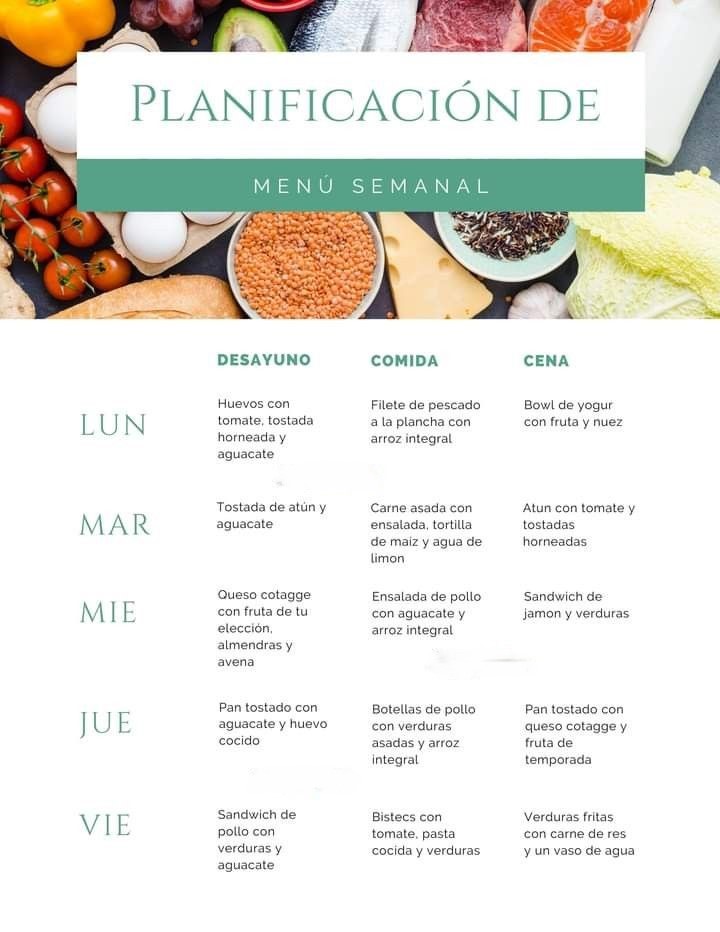 Planificación de
MENÚ SEMANAL
DESAYUNO
COMIDA
CENA
LUN
Huevos con
tomate, tostada
horneada y
aguacate
Filete de pescado
a la plancha con
arroz integral
Bowl de yogur
con fruta y nuez
MAR
Tostada de atún y
aguacate
Carne asada con
ensalada, tortilla
de maíz y agua de
limon
Atun con tomate y
tostadas
horneadas
MIE
Queso cotagge
con fruta de tu
elección,
almendras y
avena
Ensalada de pollo
con aguacate y
arroz integral
Sandwich de
jamon y verduras
JUE
Pan tostado con
aguacate y huevo
cocido
Botellas de pollo
con verduras
asadas y arroz
integral
Pan tostado con
queso cotagge y
fruta de
temporada
VIE
Sandwich de
pollo con
verduras y
aguacate
Bistecs con
tomate, pasta
cocida y verduras
Verduras fritas
con carne de res
y un vaso de agua